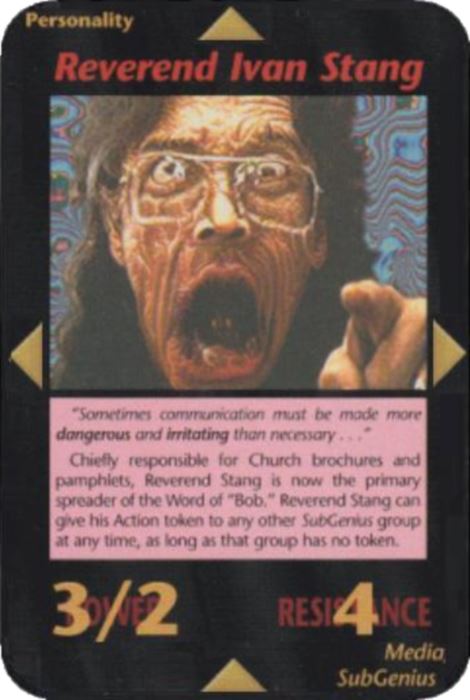 Personality
Reverend Ivan Stang
"Sometimes communication must be made more
dangerous and irritating than necessary . . ."
Chiefly responsible for Church brochures and
pamphlets, Reverend Stang is now the primary
spreader of the Word of "Bob." Reverend Stang can
give his Action token to any other SubGenius group
at any time, as long as that group has no token.
POWER 3/2
RESISTANCE 4
Media,
SubGenius